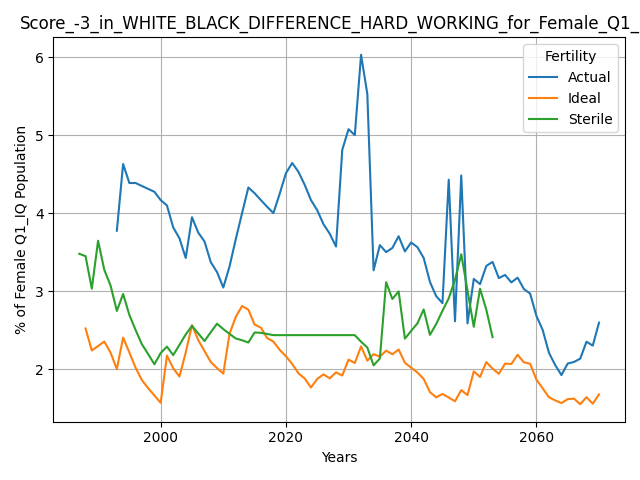 Score_-3_in_WHITE_BLACK_DIFFERENCE_HARD_WORKING_for_Female_Q1_
Fertility
Actual
Ideal
Sterile
% of Female Q1_IQ Population
6
5
4
3
2
2000 2020 2040 2060
Years